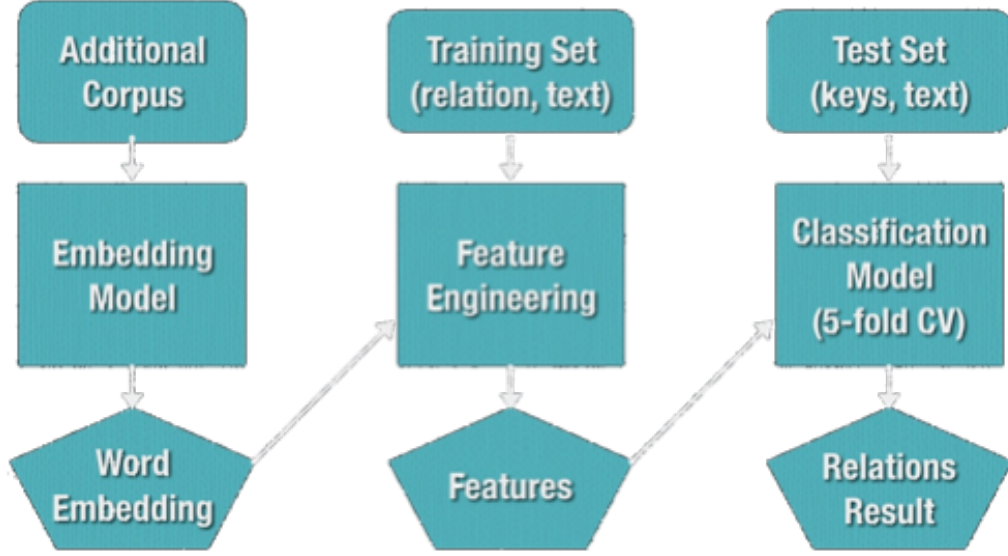 Additional
Corpus
Training Set
(relation, text)
Test Set
(keys, text)
Embedding
Model
Feature
Engineering
Classification
Model
(5-fold CV)
Word
Embedding
Features
Relations
Result